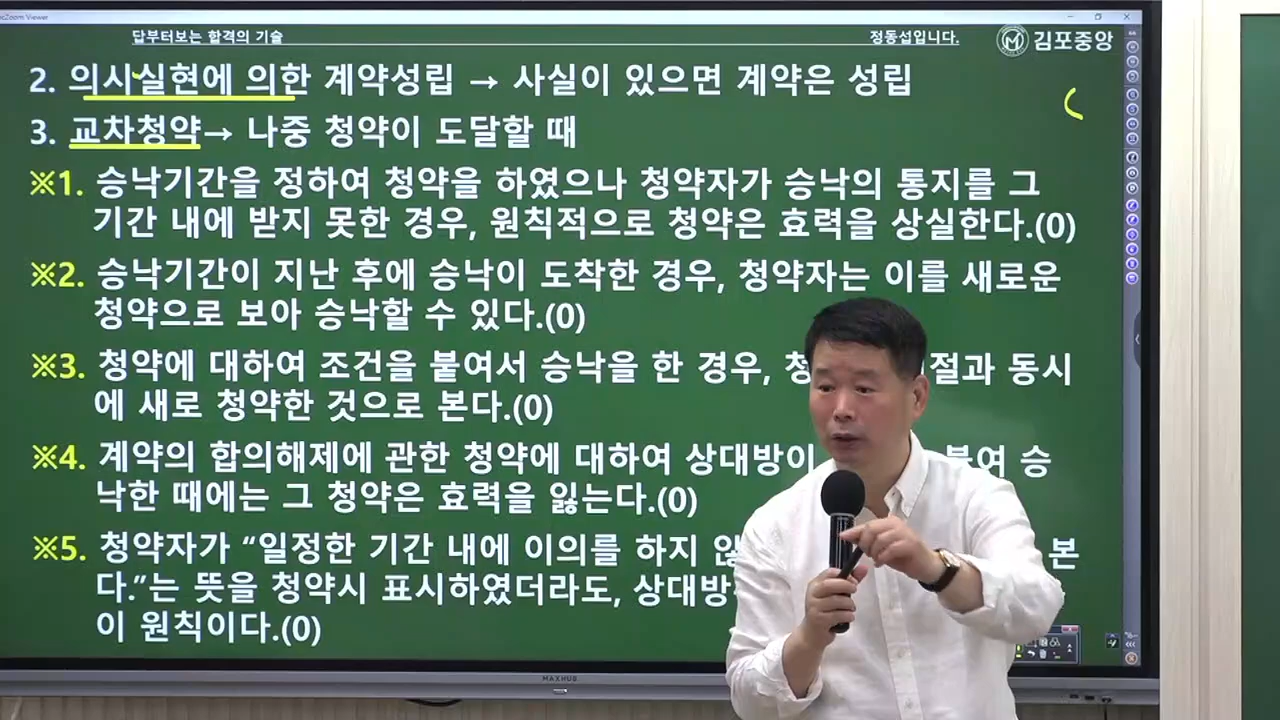 Zoom Viewer
답부터보는 합격의 기술
정동섭입니다.
김포중앙
2. 의사실현에 의한 계약성립 → 사실이 있으면 계약은 성립
3. 교차청약→ 나중 청약이 도달할 때
※1. 승낙기간을 정하여 청약을 하였으나 청약자가 승낙의 통지를 그
기간 내에 받지 못한 경우, 원칙적으로 청약은 효력을 상실한다.(0)
※2. 승낙기간이 지난 후에 승낙이 도착한 경우, 청약자는 이를 새로운
청약으로 보아 승낙할 수 있다.(0)
※3. 청약에 대하여 조건을 붙여서 승낙을 한 경우, 절과 동시
에 새로 청약한 것으로 본다.(0)
※4. 계약의 합의해제에 관한 청약에 대하여 상대방이 붙여 승
낙한 때에는 그 청약은 효력을 잃는다.(0)
※5. 청약자가 “일정한 기간 내에 이의를 하지 않 본
다.”는 뜻을 청약시 표시하였더라도, 상대방
이 원칙이다.(0)
MAXHUB